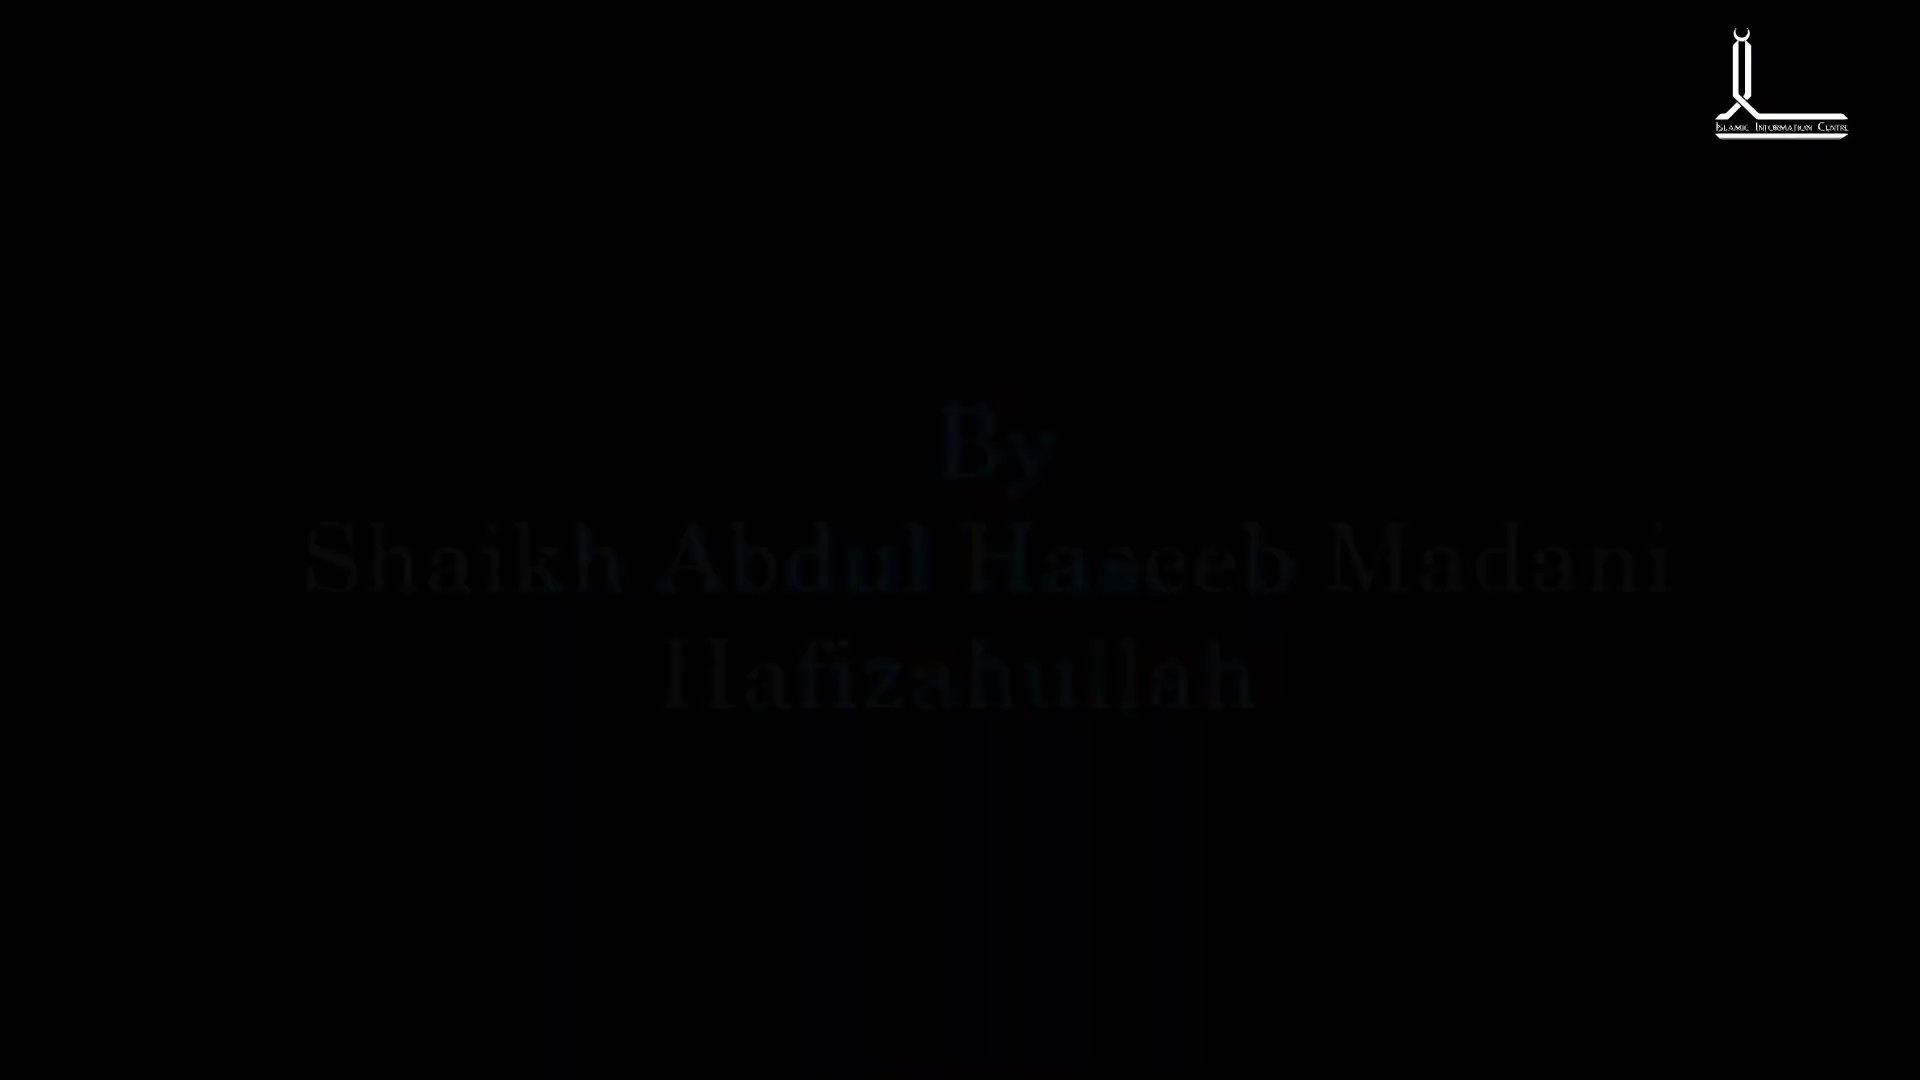 Islamic Information Centre
By
Shaikh Abdul Haseeb Madani
Hafizahullah